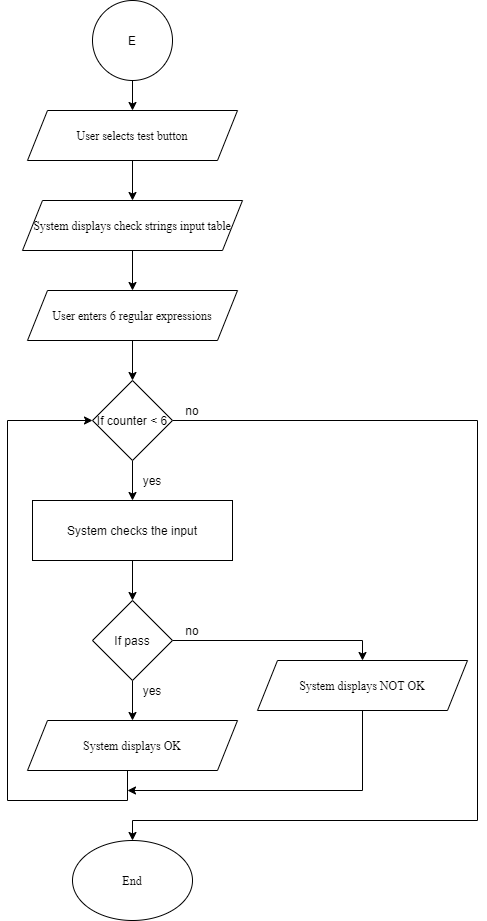 E
User selects test button
System displays check strings input table
User enters 6 regular expressions
If counter < 6
no
yes
System checks the input
If pass
no
yes
System displays NOT OK
System displays OK
End